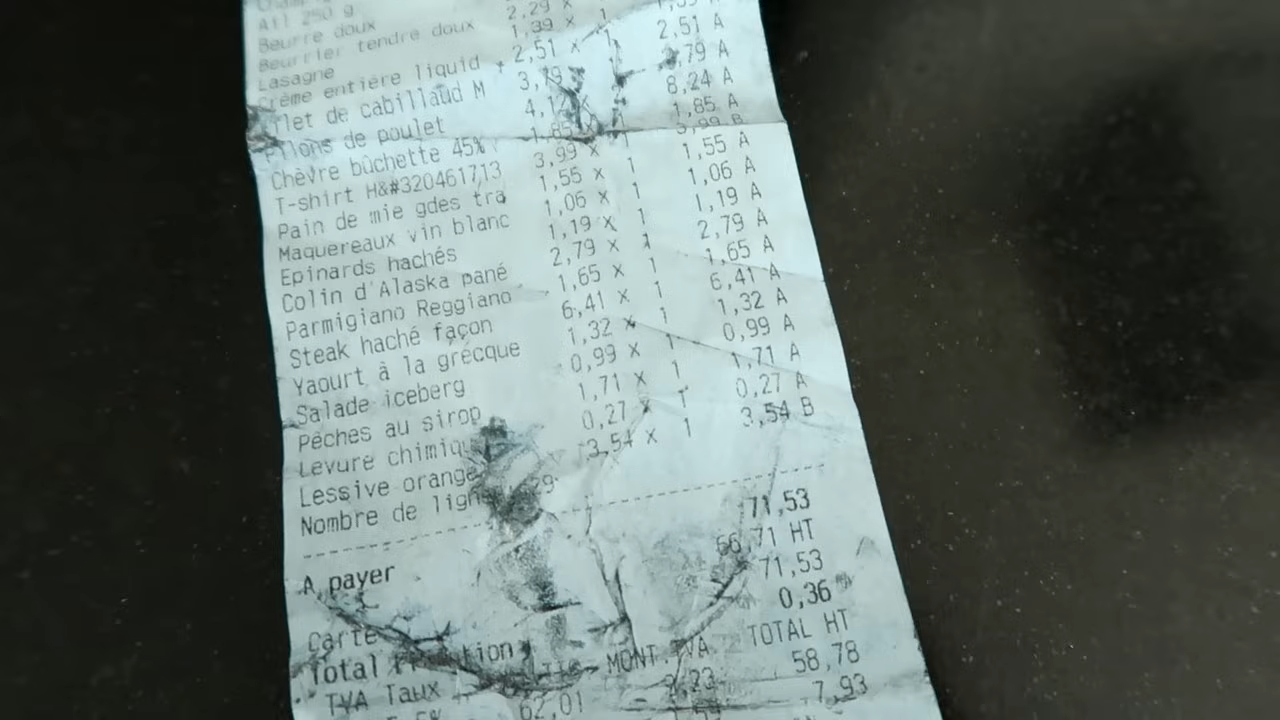 Ail 250 g 2,29 x
Beurre doux 1,39 x 1
Beurrier tendre doux 2,51 x 1 2,51 A
Lasagne 3,79 3,79 A
Crème entière liquid 8,24 A
Filet de cabillaud M 1,85 x 1 1,85 A
Pilons de poulet 3,99 x 1 3,99 B
Chèvre bûchette 45% 1,55 x 1 1,55 A
T-shirt H&#320461713 1,06 x 1 1,06 A
Pain de mie gdes tra 1,19 x 1 1,19 A
Maquereaux vin blanc 2,79 x 1 2,79 A
Epinards hachés 1,65 x 1 1,65 A
Colin d'Alaska pané 6,41 x 1 6,41 A
Parmigiano Reggiano 1,32 x 1 1,32 A
Steak haché façon 0,99 x 1 0,99 A
Yaourt à la grecque 1,71 x 1 1,71 A
Salade iceberg 0,27 x 1 0,27 A
Pêches au sirop 3,54 x 1 3,54 B
Levure chimiqu
Lessive orange
Nombre de lign
A payer 71,53
66,71 HT
Carte 71,53
Total 0,36
TVA Taux MONT.TVA TOTAL HT
62,01 58,78
7,93